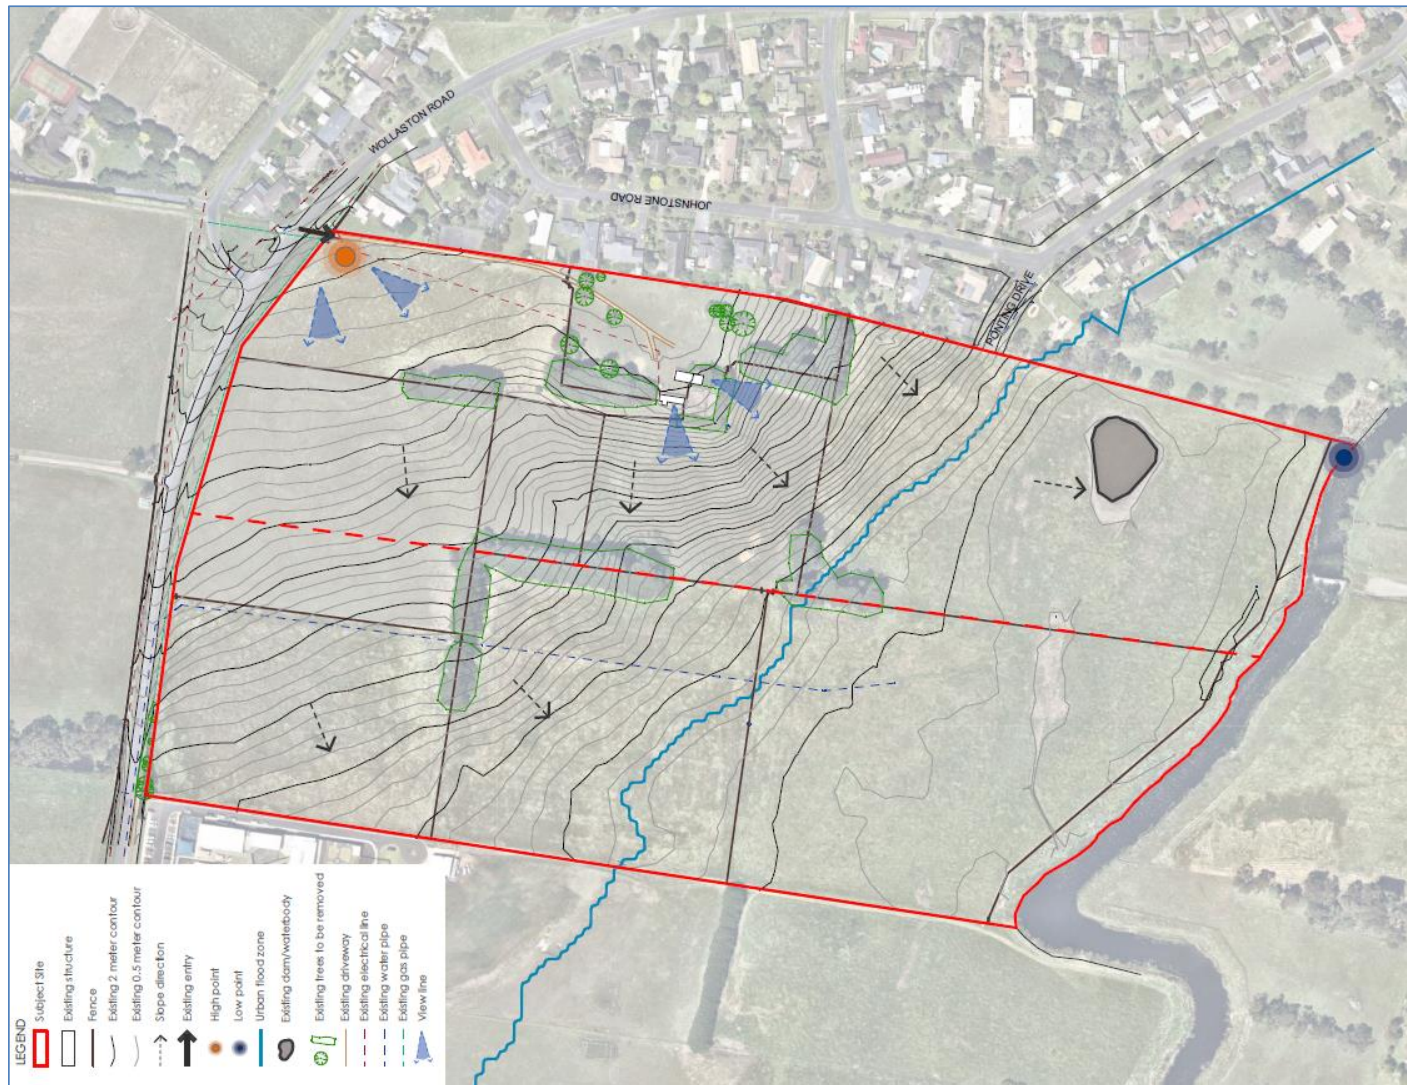 WOLLASTON ROAD
JOHNSTONE ROAD
PONTING DRIVE
LEGEND
Subject Site
Existing structure
Fence
Existing 2 meter contour
Existing 0.5 meter contour
Slope direction
Existing entry
High point
Low point
Urban flood zone
Existing dam/waterbody
Existing trees to be removed
Existing driveway
Existing electrical line
Existing water pipe
Existing gas pipe
View line